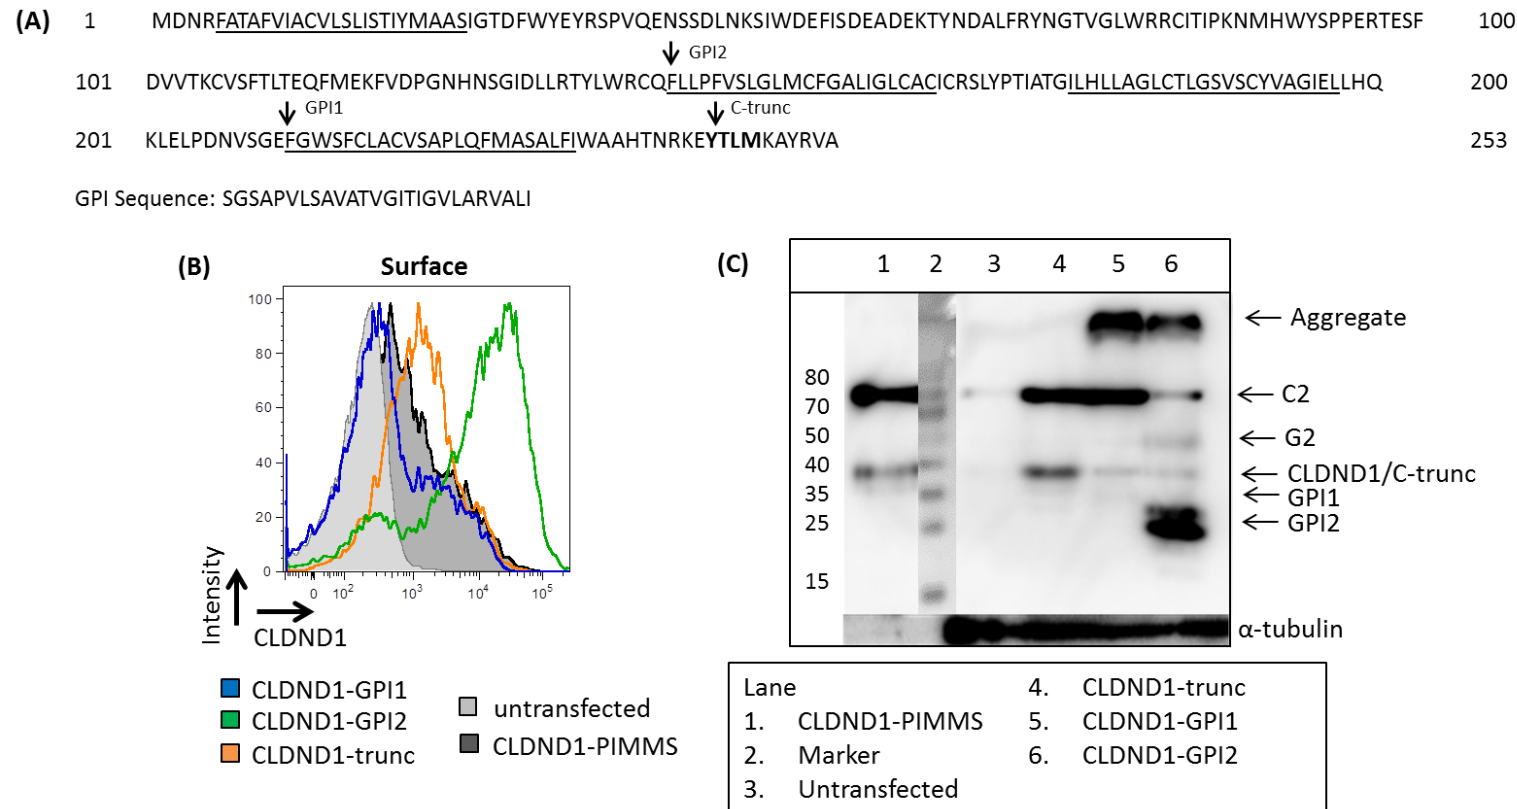 (A) 1 MDNRFATAFVIACVLSLISTIYMAASIGTDFWYEYRSPVQENSSDLNKSIWDEFISDEADEKTYNDALFRYNGTVGLWRRCITIPKNMHWYSPPERTESF 100
GPI2
101 DVVTKCVSFTLTEQFMEKFVDPGNHNSGIDLLRTYLWRCQFLLPFVSLGLMCFGALIGLCACICRSLYPTIATGILHLLAGLCTLGSVSCYVAGIELLHQ 200
GPI1 C-trunc
201 KLELPDNVSGEFGWSFCLACVSAPLQFMASALFIWAAHTNRKEYTLMKAYRVA 253
GPI Sequence: SGSAPVLSAVATVGITIGVLARVALI
(B) Surface
100
80
60
40
20
0
0 10² 10³ 10⁴ 10⁵
Intensity
CLDND1
CLDND1-GPI1
CLDND1-GPI2
CLDND1-trunc
untransfected
CLDND1-PIMMS
(C) 1 2 3 4 5 6
Aggregate
80
C2
70
50
G2
40
CLDND1/C-trunc
35
GPI1
25
GPI2
15
α-tubulin
Lane
1. CLDND1-PIMMS
2. Marker
3. Untransfected
4. CLDND1-trunc
5. CLDND1-GPI1
6. CLDND1-GPI2